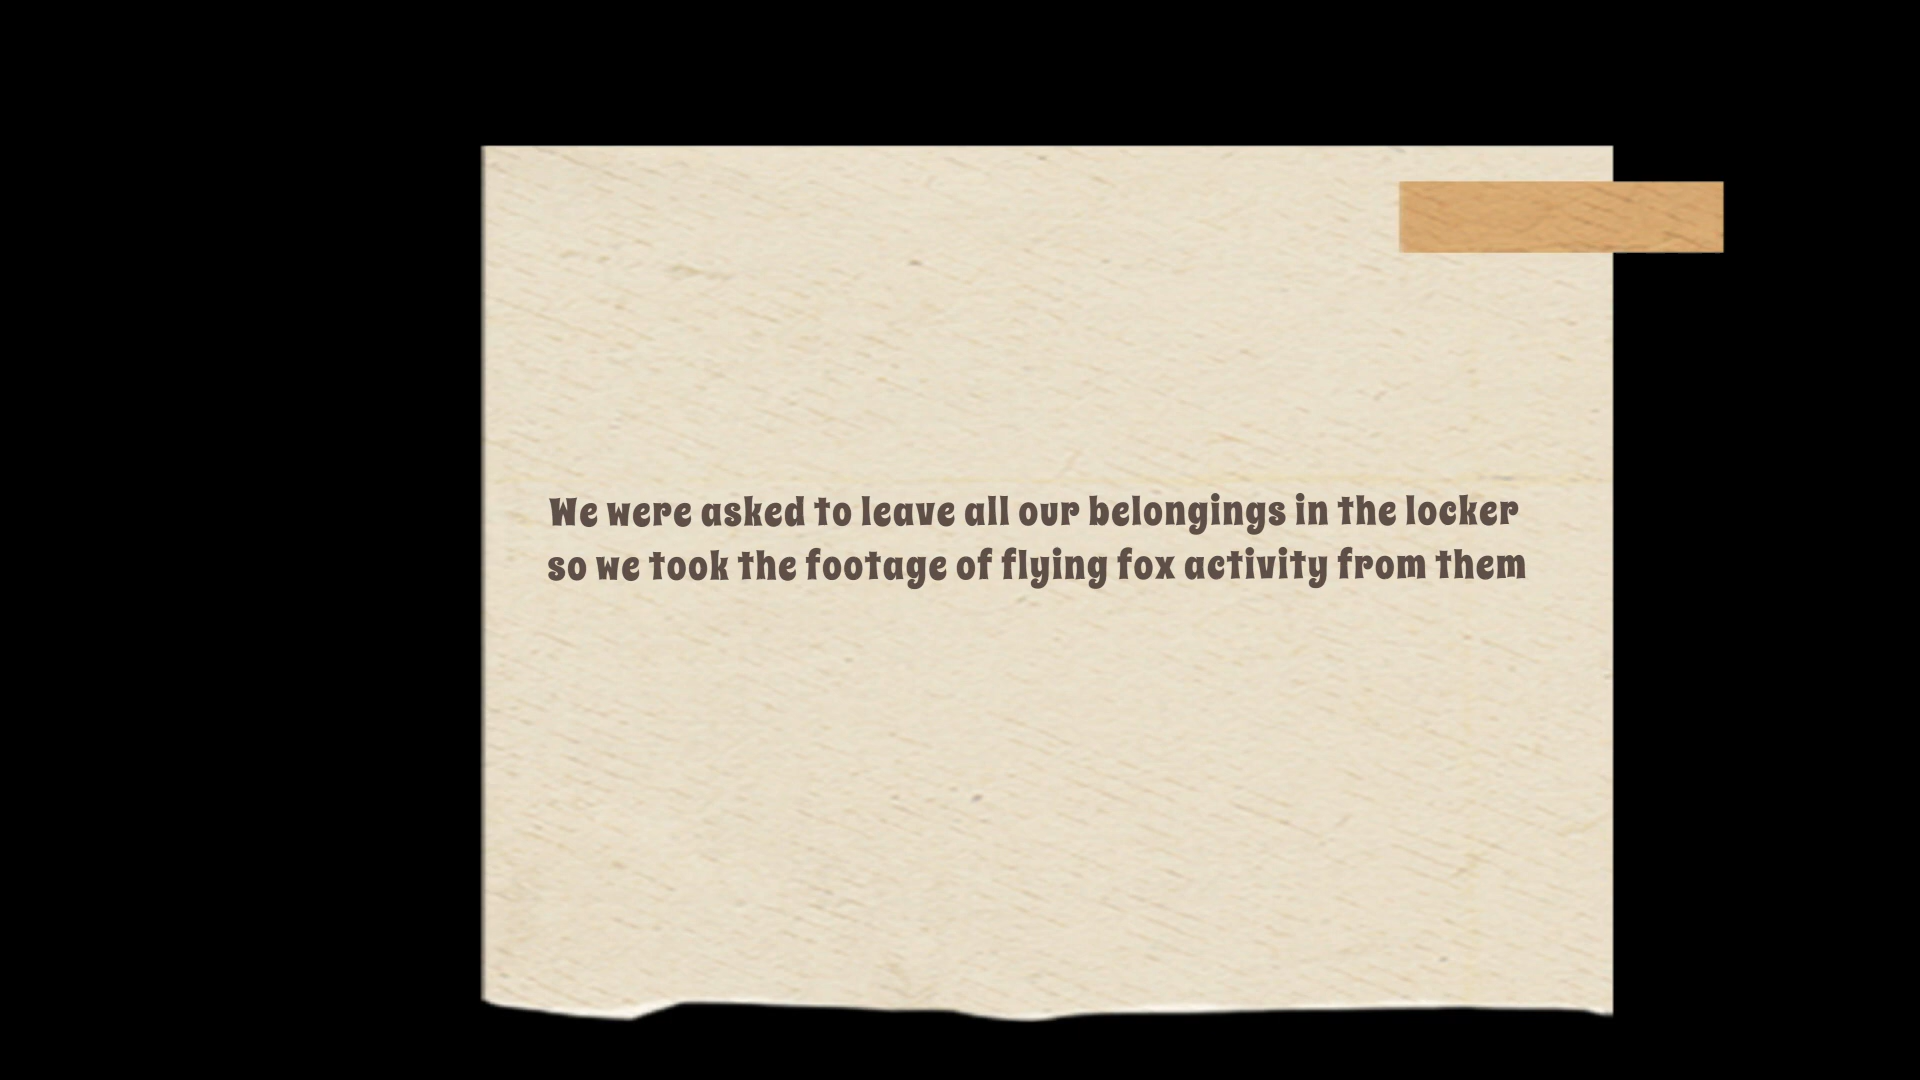 We were asked to leave all our belongings in the locker
so we took the footage of flying fox activity from them